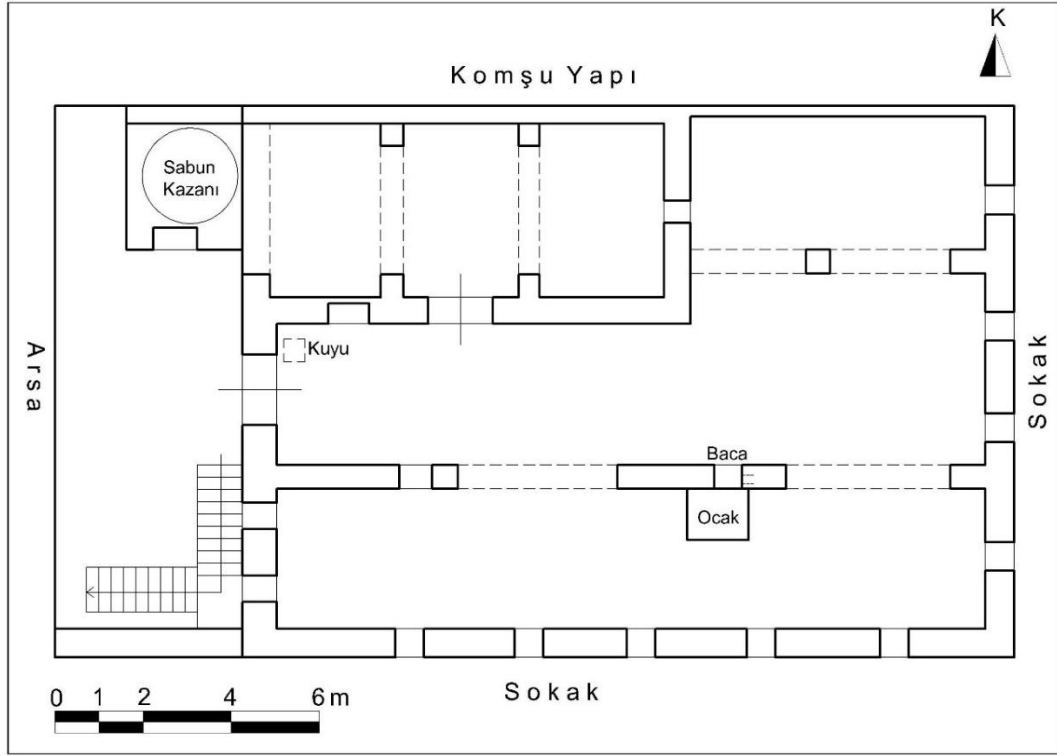 K
Komşu Yapı
Sabun
Kazanı
Kuyu
Arsa
Sokak
Baca
Ocak
Sokak
0 1 2 4 6 m